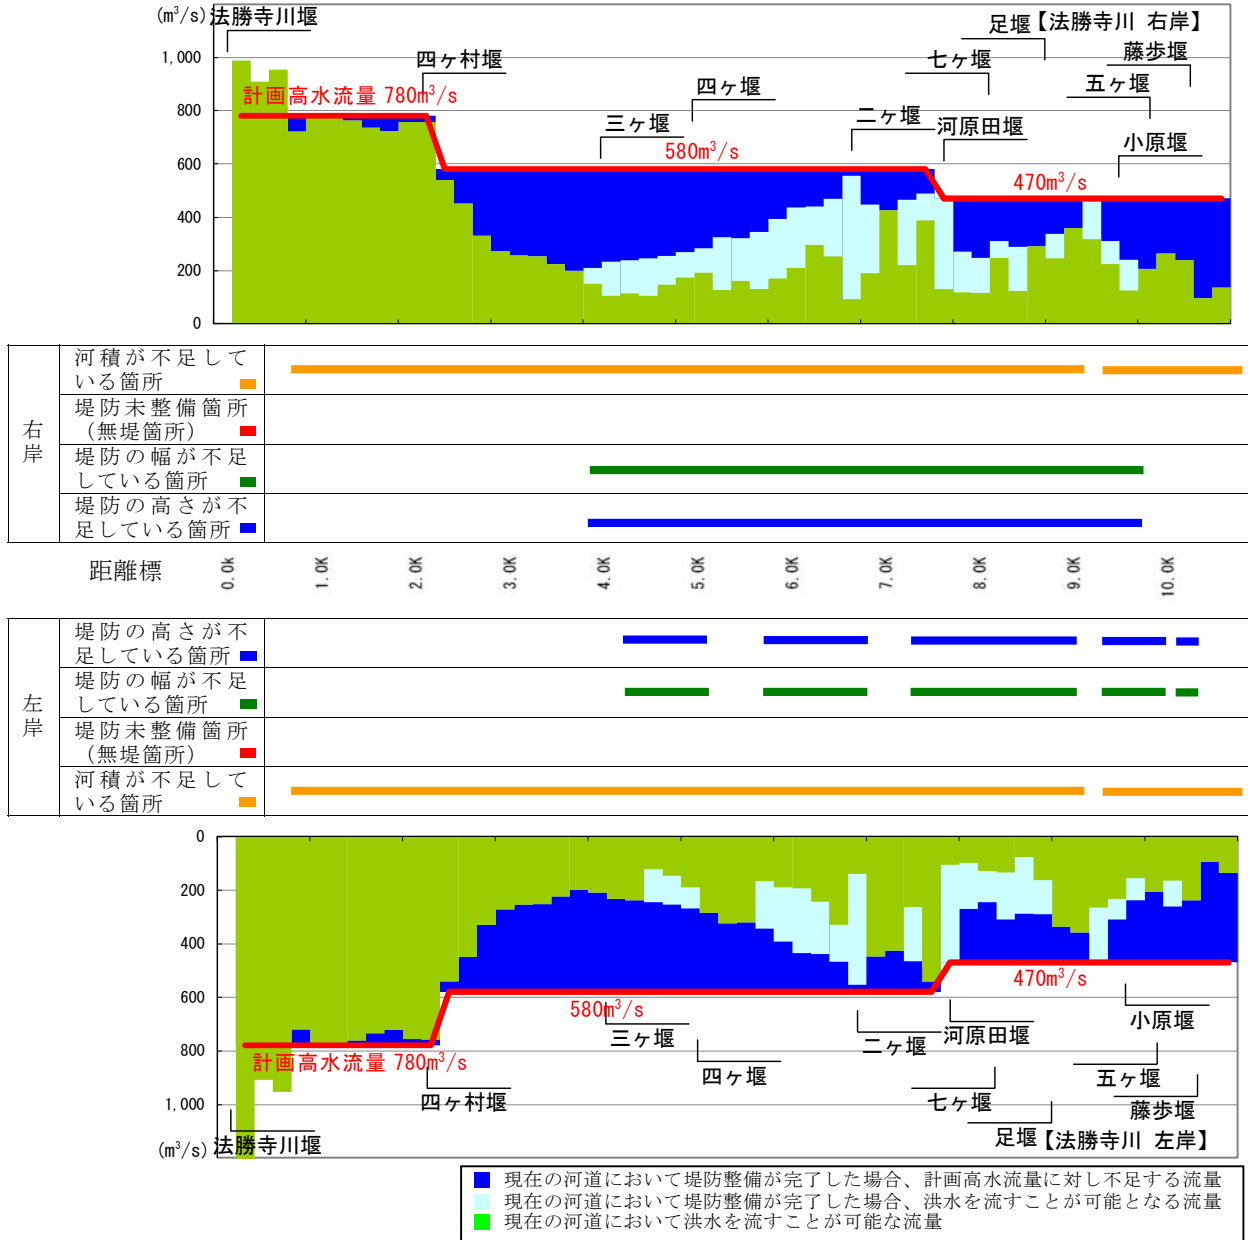 (m³/s)
法勝寺川堰
足堰
【法勝寺川 右岸】
四ヶ村堰
七ヶ堰
藤歩堰
1,000
四ヶ堰
五ヶ堰
計画高水流量 780m³/s
800
三ヶ堰
二ヶ堰
河原田堰
小原堰
580m³/s
600
470m³/s
400
200
0
右岸
河積が不足して
いる箇所
堤防未整備箇所
（無堤箇所）
堤防の幅が不足
している箇所
堤防の高さが不
足している箇所
距離標
0.0K
1.0K
2.0K
3.0K
4.0K
5.0K
6.0K
7.0K
8.0K
9.0K
10.0K
左岸
堤防の高さが不
足している箇所
堤防の幅が不足
している箇所
堤防未整備箇所
（無堤箇所）
河積が不足して
いる箇所
0
200
400
600
470m³/s
580m³/s
三ヶ堰
二ヶ堰
河原田堰
小原堰
800
計画高水流量 780m³/s
四ヶ堰
五ヶ堰
1,000
四ヶ村堰
七ヶ堰
藤歩堰
(m³/s)
法勝寺川堰
足堰
【法勝寺川 左岸】
現在の河道において堤防整備が完了した場合、計画高水流量に対し不足する流量
現在の河道において堤防整備が完了した場合、洪水を流すことが可能となる流量
現在の河道において洪水を流すことが可能な流量